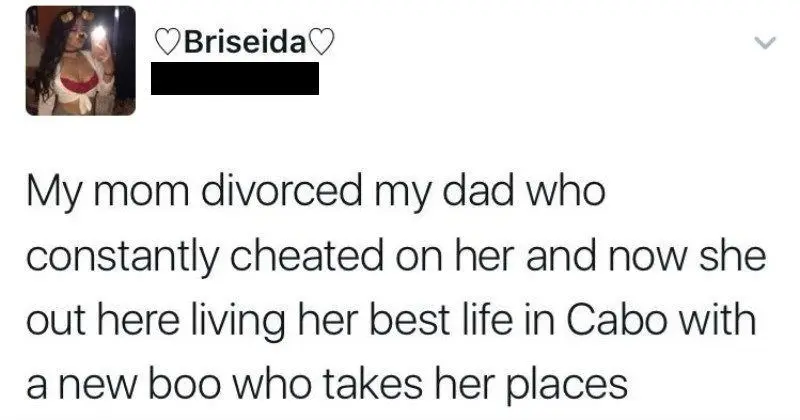 ♡Briseida♡
My mom divorced my dad who
constantly cheated on her and now she
out here living her best life in Cabo with
a new boo who takes her places